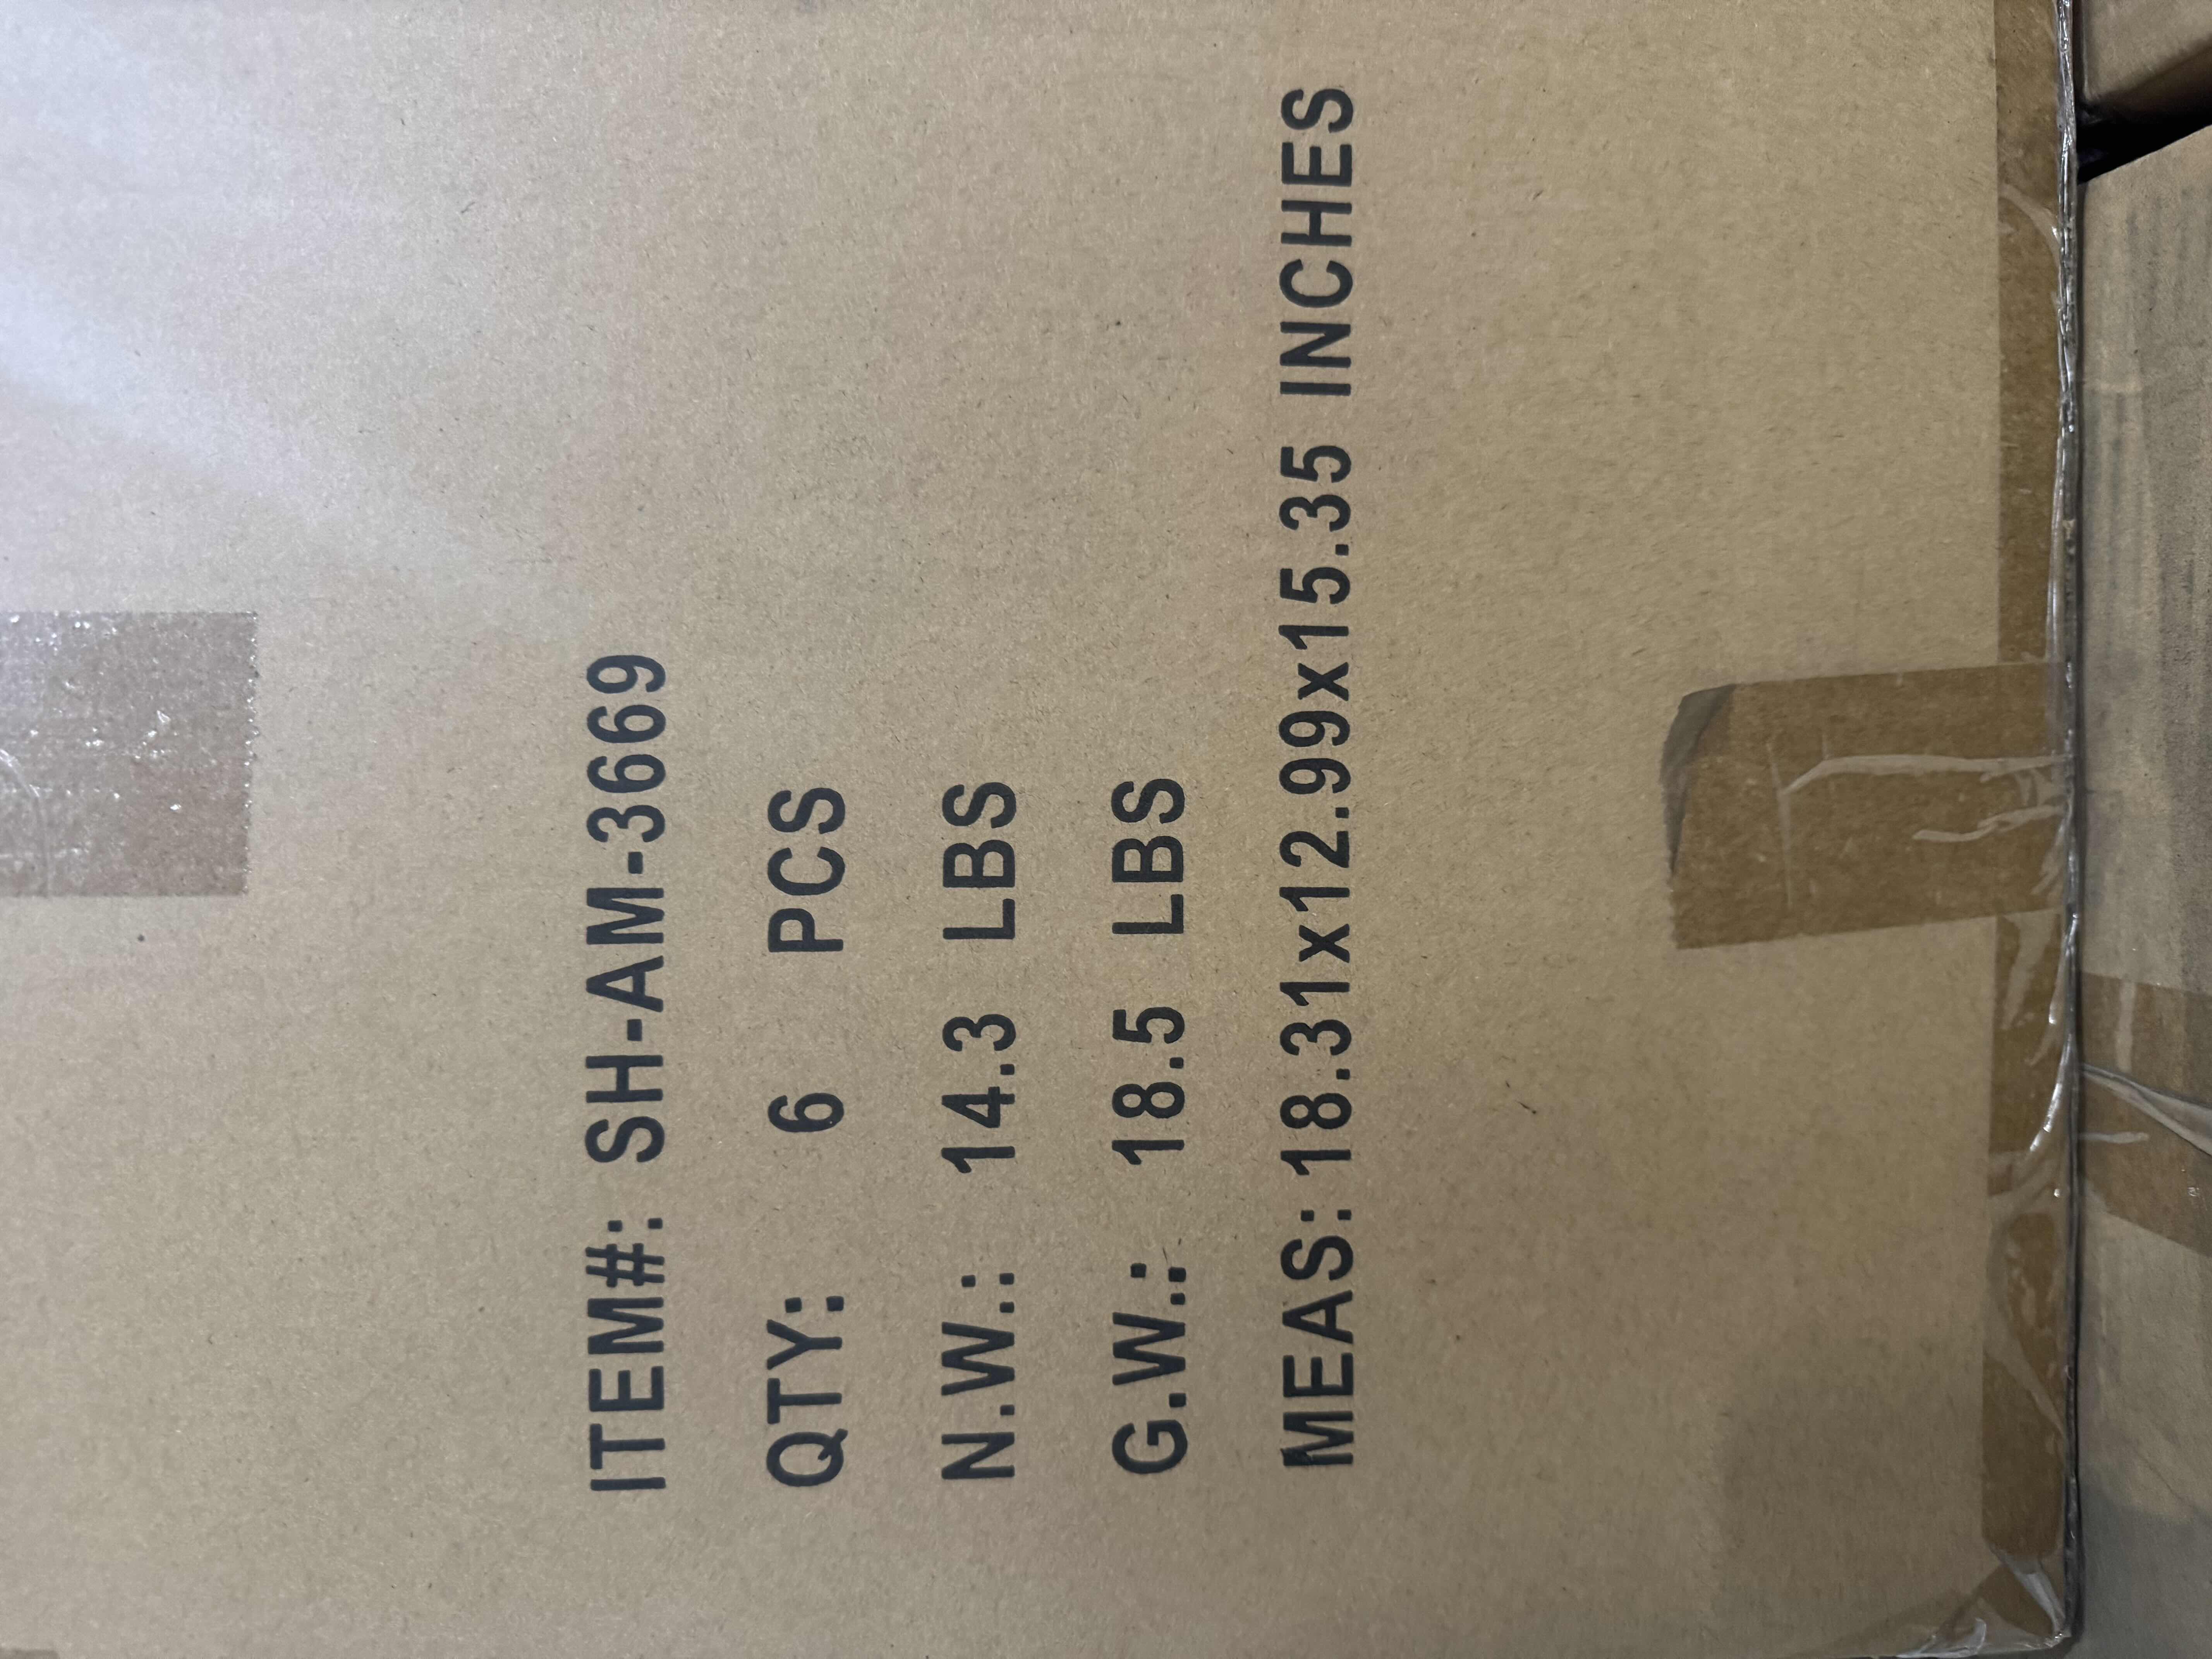 ITEM#: SH-AM-3669
QTY: 6 PCS
N.W.: 14.3 LBS
G.W.: 18.5 LBS
MEAS: 18.31x12.99x15.35 INCHES